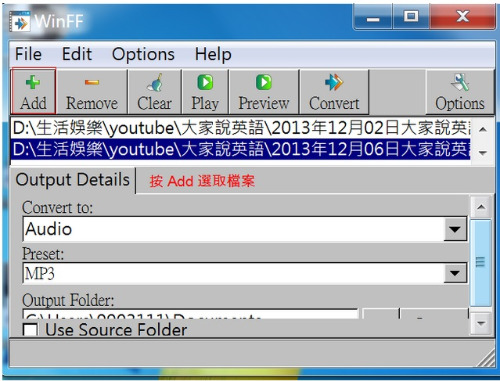 WinFF
File Edit Options Help
Add Remove Clear Play Preview Convert Options
D:\生活娛樂\youtube\大家說英語\2013年12月02日大家說英
D:\生活娛樂\youtube\大家說英語\2013年12月06日大家說英
Output Details 按 Add 選取檔案
Convert to:
Audio
Preset:
MP3
Output Folder:
Use Source Folder